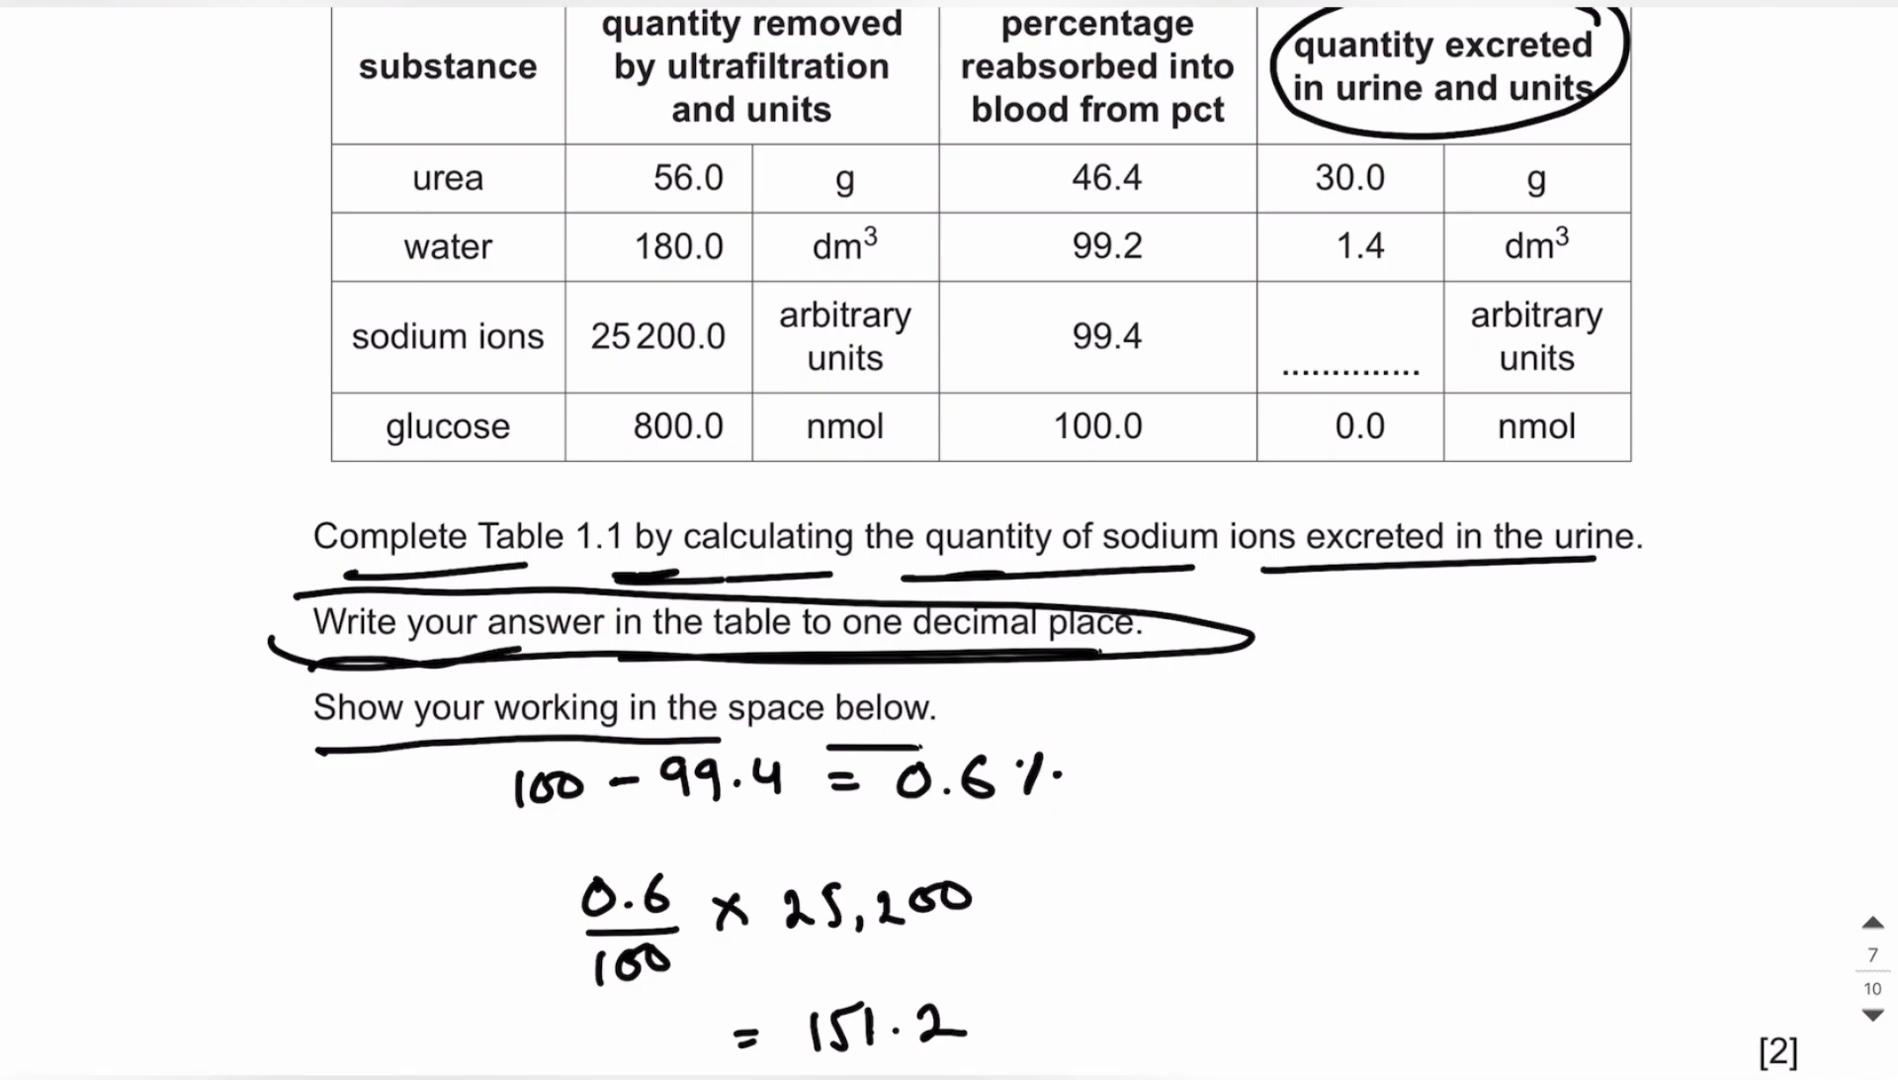 substance quantity removed by ultrafiltration and units percentage reabsorbed into blood from pct quantity excreted in urine and units
urea 56.0 g 46.4 30.0 g
water 180.0 dm³ 99.2 1.4 dm³
sodium ions 25 200.0 arbitrary units 99.4 .............. arbitrary units
glucose 800.0 nmol 100.0 0.0 nmol
Complete Table 1.1 by calculating the quantity of sodium ions excreted in the urine.
Write your answer in the table to one decimal place.
Show your working in the space below.
100 - 99.4 = 0.6 %
0.6/100 × 25,200
= 151.2
7
10
[2]